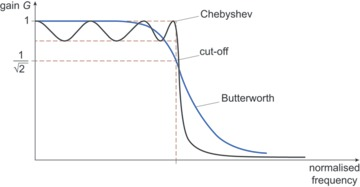 gain G
1
Chebyshev
cut-off
1
√2
Butterworth
normalised
frequency